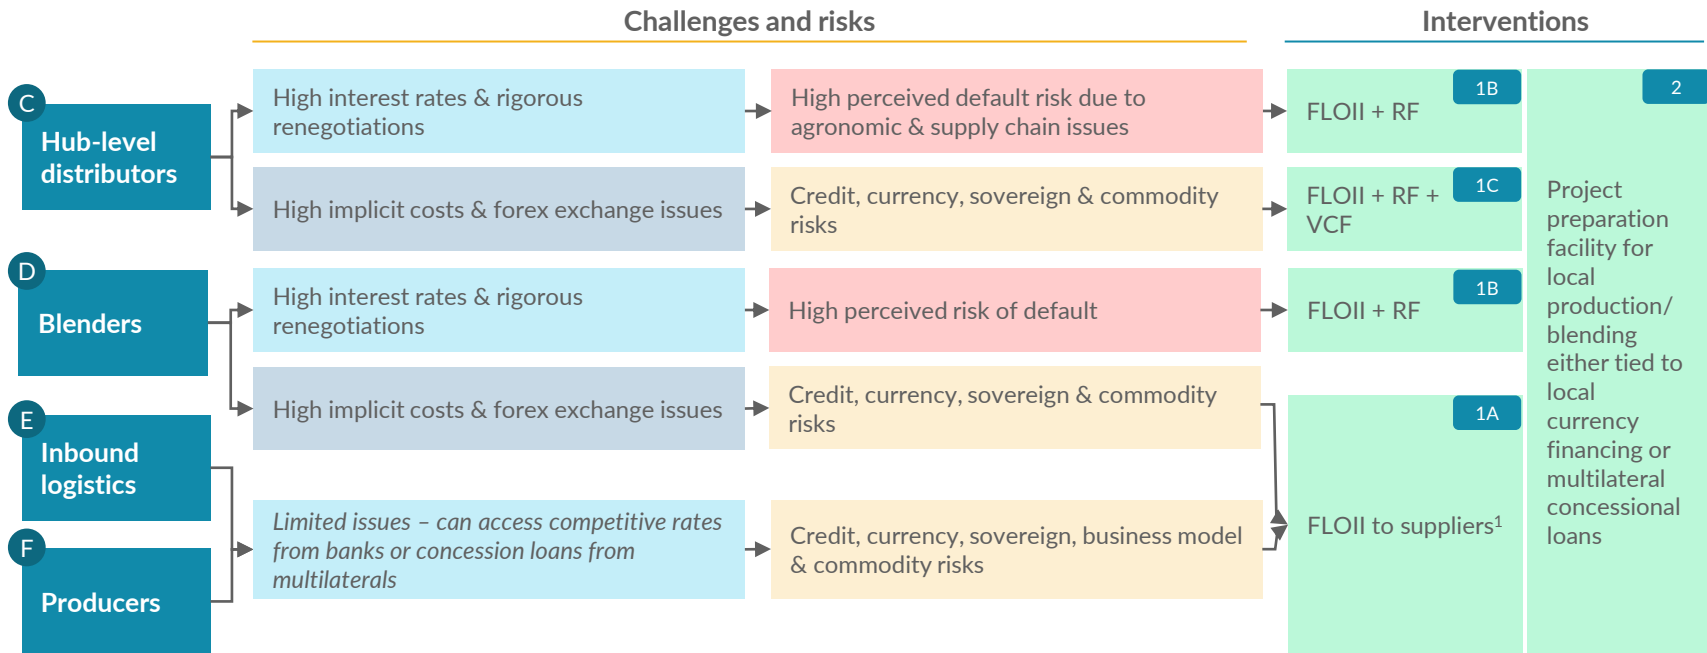 Challenges and risks
Interventions
C
Hub-level
distributors
High interest rates & rigorous
renegotiations
High perceived default risk due to
agronomic & supply chain issues
1B
FLOII + RF
High implicit costs & forex exchange issues
Credit, currency, sovereign & commodity
risks
1C
FLOII + RF +
VCF
D
Blenders
High interest rates & rigorous
renegotiations
High perceived risk of default
1B
FLOII + RF
High implicit costs & forex exchange issues
Credit, currency, sovereign & commodity
risks
E
Inbound
logistics
F
Producers
Limited issues – can access competitive rates
from banks or concession loans from
multilaterals
Credit, currency, sovereign, business model
& commodity risks
1A
FLOII to suppliers¹
2
Project
preparation
facility for
local
production/
blending
either tied to
local
currency
financing or
multilateral
concessional
loans